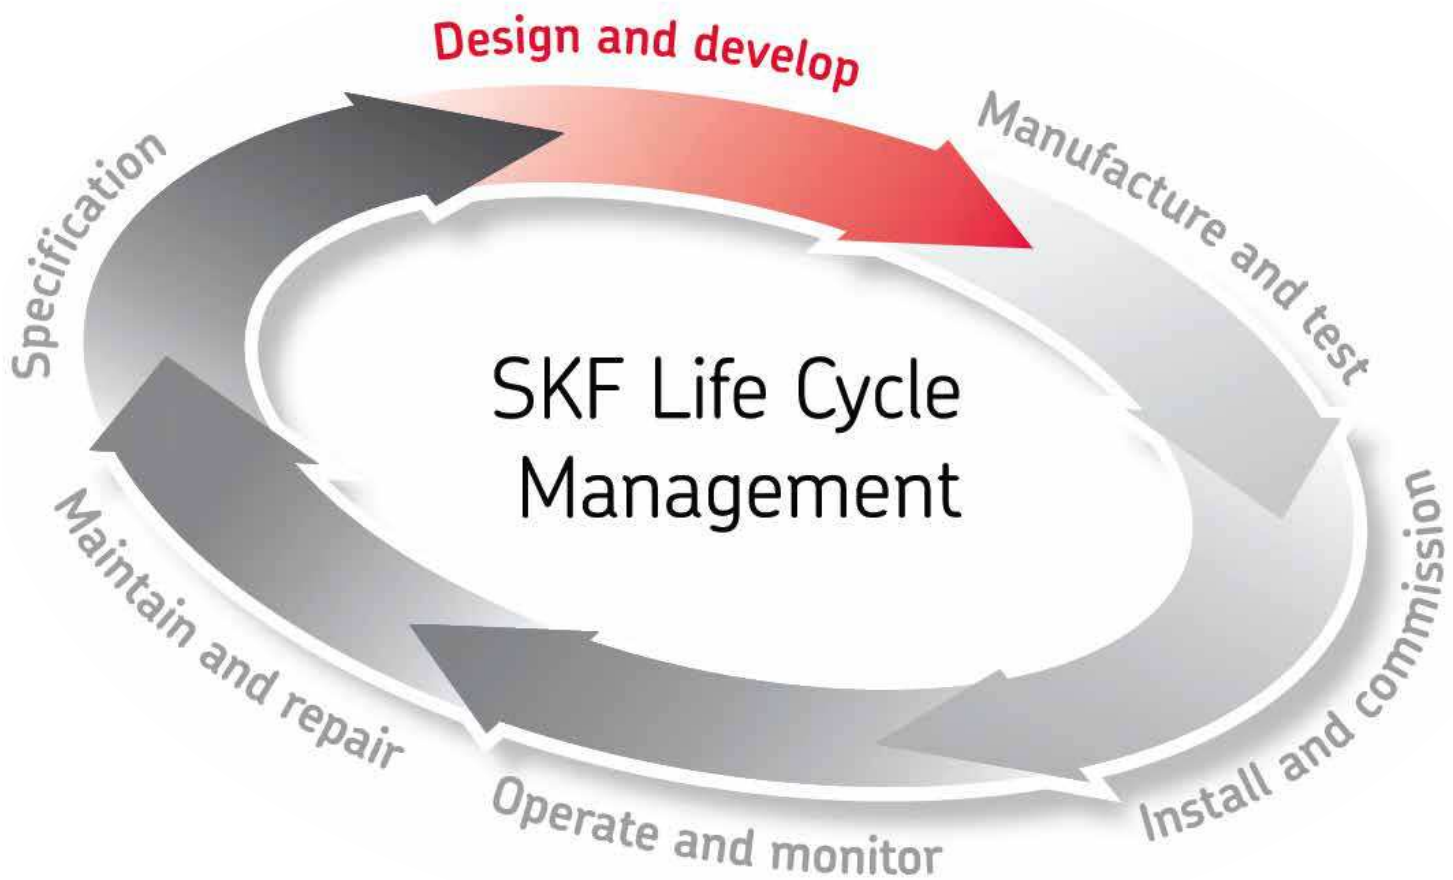 Design and develop
Manufacture and test
Install and commission
Operate and monitor
Maintain and repair
Specification
SKF Life Cycle
Management